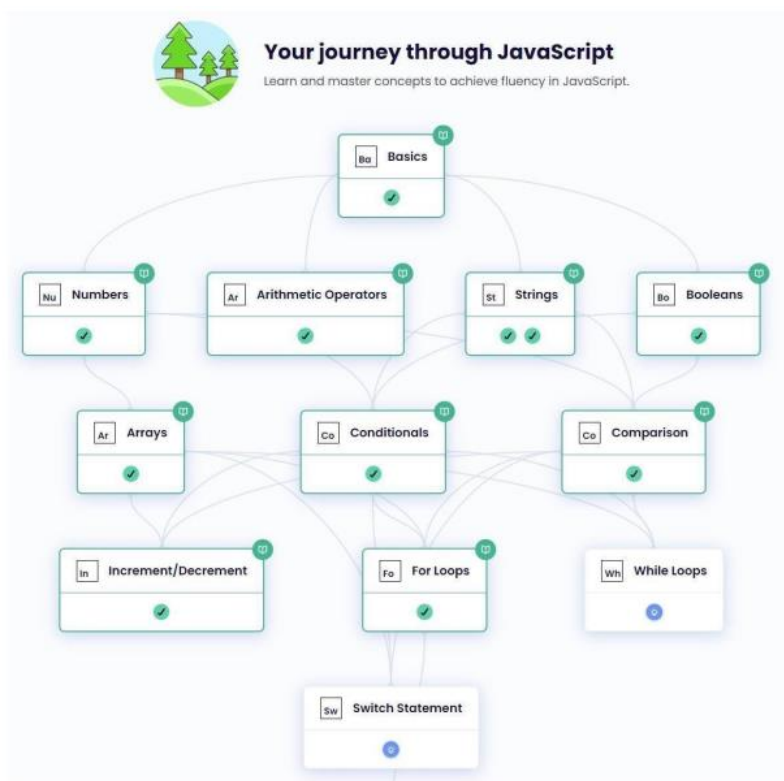 Your journey through JavaScript
Learn and master concepts to achieve fluency in JavaScript.
Ba Basics
Nu Numbers
Ar Arithmetic Operators
St Strings
Bo Booleans
Ar Arrays
Co Conditionals
Co Comparison
In Increment/Decrement
Fo For Loops
Wh While Loops
Sw Switch Statement